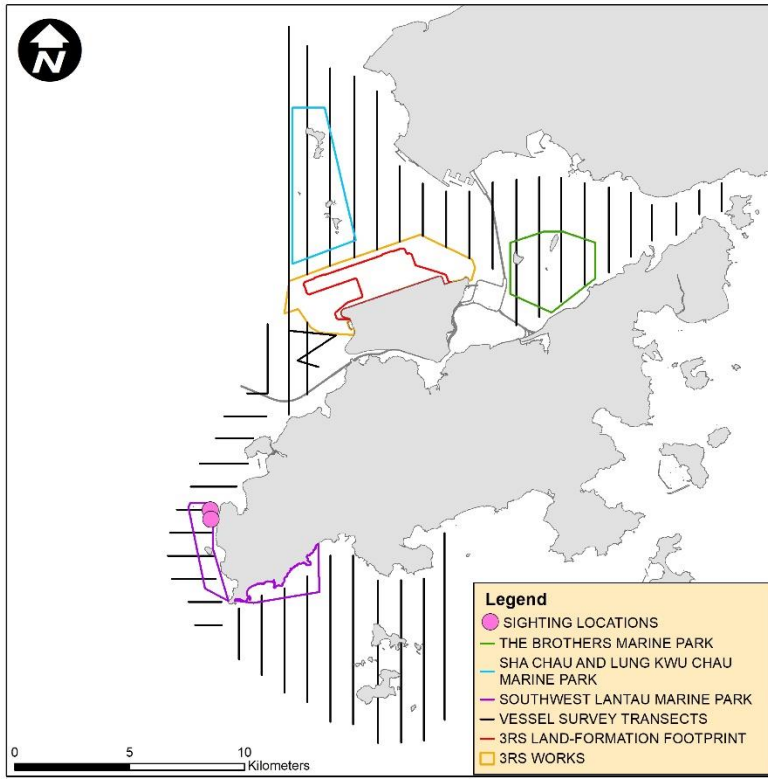 N
Legend
SIGHTING LOCATIONS
THE BROTHERS MARINE PARK
SHA CHAU AND LUNG KWU CHAU
MARINE PARK
SOUTHWEST LANTAU MARINE PARK
VESSEL SURVEY TRANSECTS
3RS LAND-FORMATION FOOTPRINT
3RS WORKS
0 5 10
Kilometers